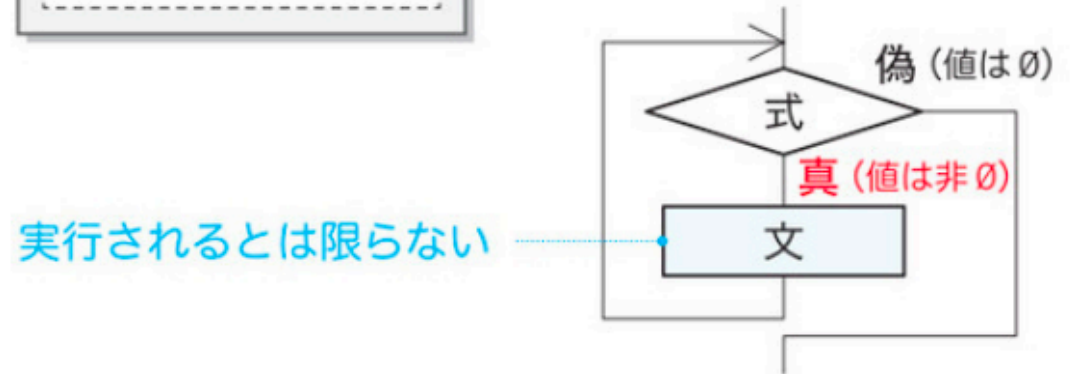 偽（値は0）
式
真（値は非0）
実行されるとは限らない
文